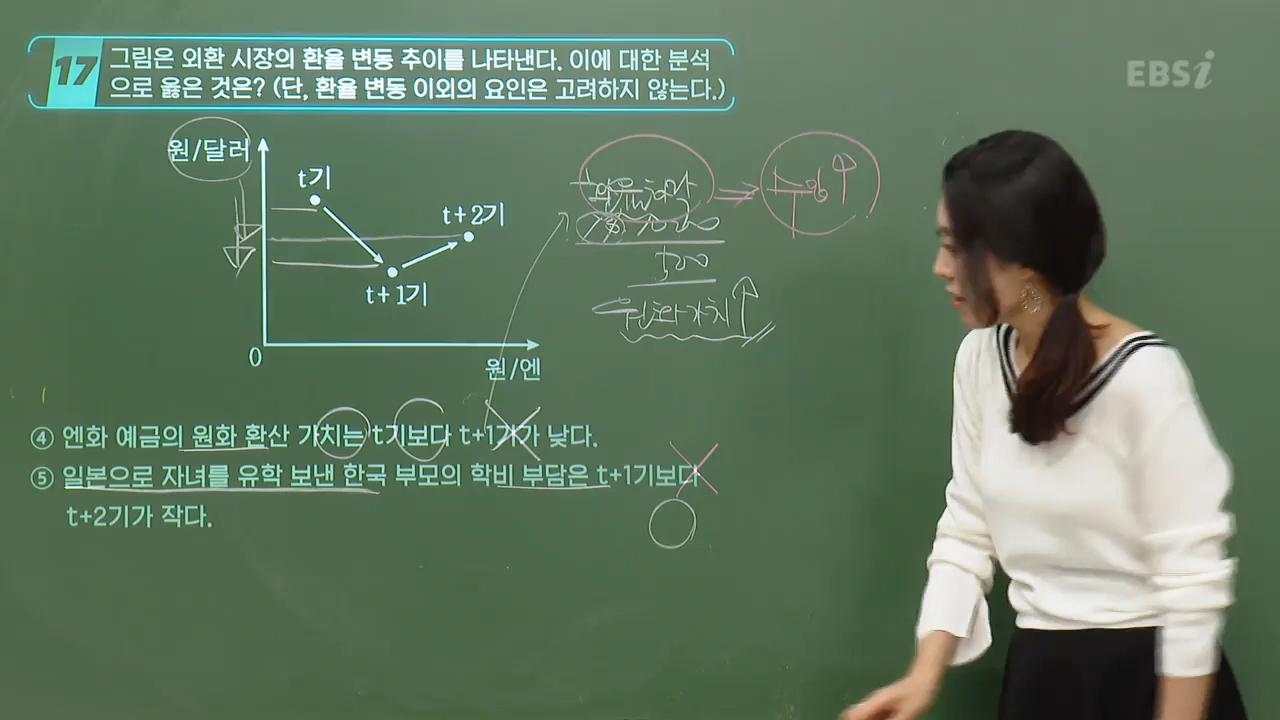 17 그림은 외환 시장의 환율 변동 추이를 나타낸다. 이에 대한 분석
으로 옳은 것은? (단, 환율 변동 이외의 요인은 고려하지 않는다.)
EBSi
원/달러
t기
t+2기
t+1기
0
원/엔
환율하락
500
원화가치↑
④ 엔화 예금의 원화 환산 가치는 t기보다 t+1기가 낮다.
⑤ 일본으로 자녀를 유학 보낸 한국 부모의 학비 부담은 t+1기보다
t+2기가 작다.